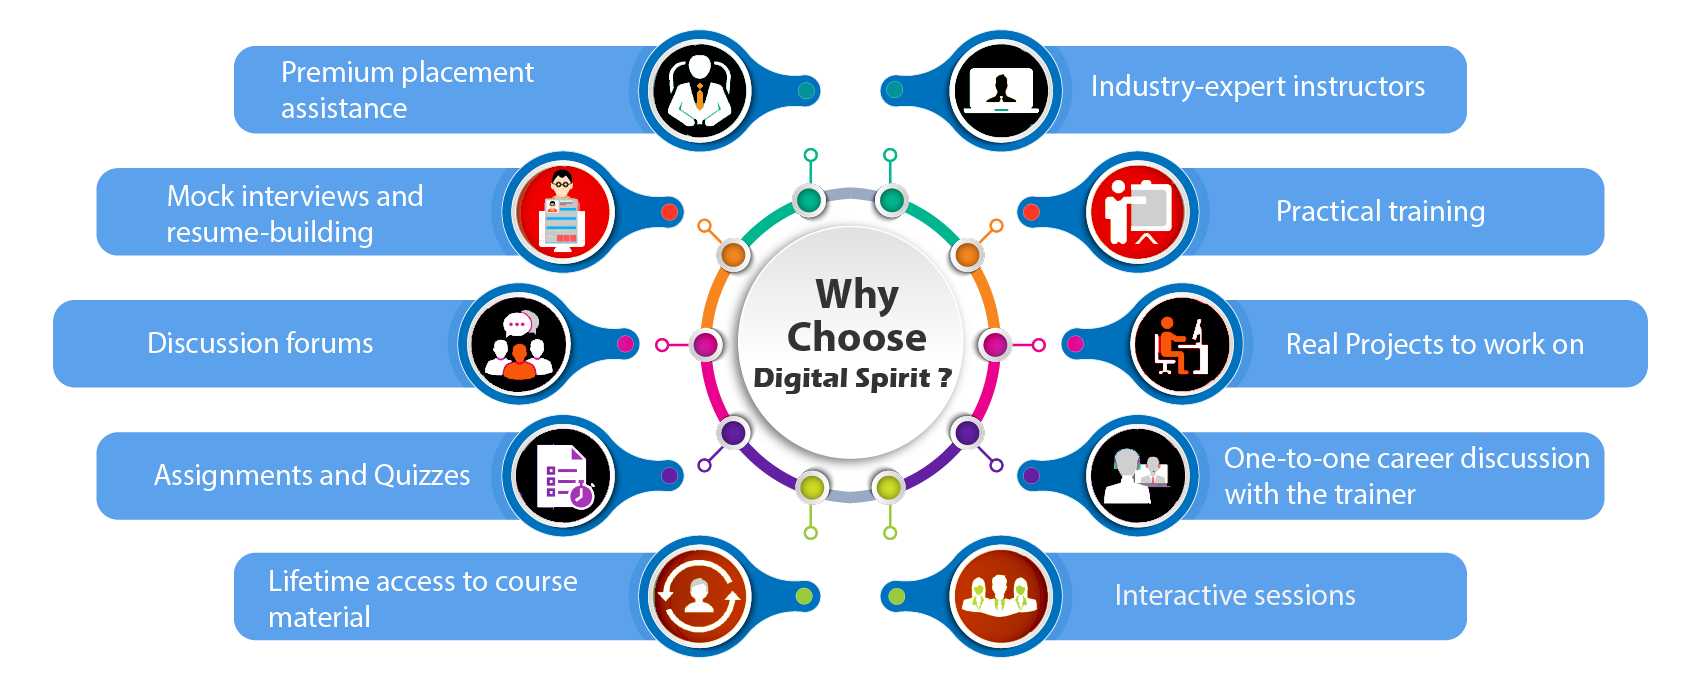 Premium placement
assistance
Industry-expert instructors
Mock interviews and
resume-building
Practical training
Why
Choose
Digital Spirit ?
Discussion forums
Real Projects to work on
Assignments and Quizzes
One-to-one career discussion
with the trainer
Lifetime access to course
material
Interactive sessions